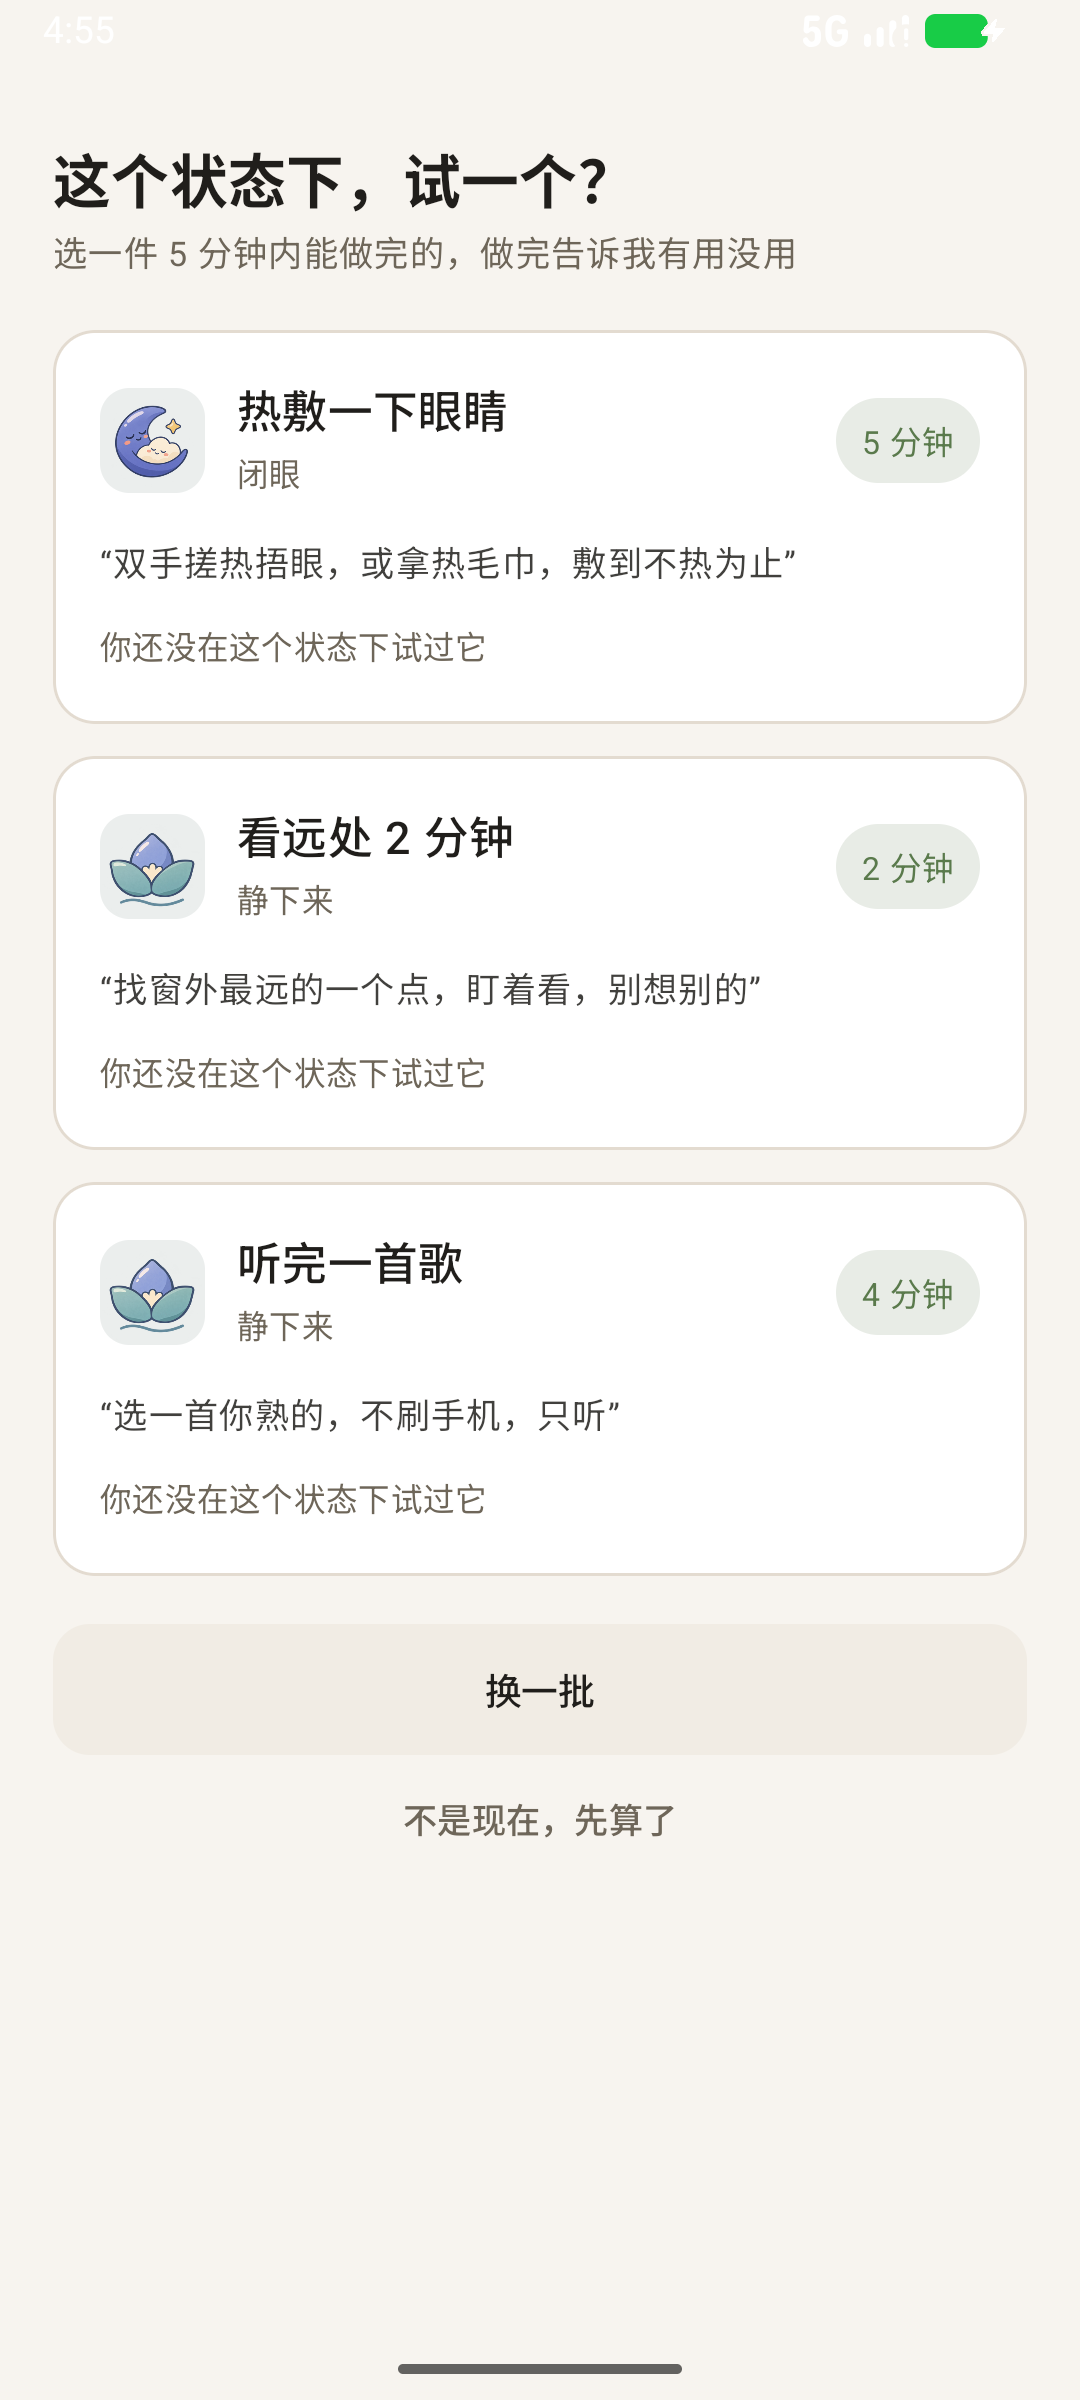 4:55
5G
这个状态下，试一个？
选一件 5 分钟内能做完的，做完告诉我有用没用
热敷一下眼睛
闭眼
5 分钟
“双手搓热捂眼，或拿热毛巾，敷到不热为止”
你还没在这个状态下试过它
看远处 2 分钟
静下来
2 分钟
“找窗外最远的一个点，盯着看，别想别的”
你还没在这个状态下试过它
听完一首歌
静下来
4 分钟
“选一首你熟的，不刷手机，只听”
你还没在这个状态下试过它
换一批
不是现在，先算了